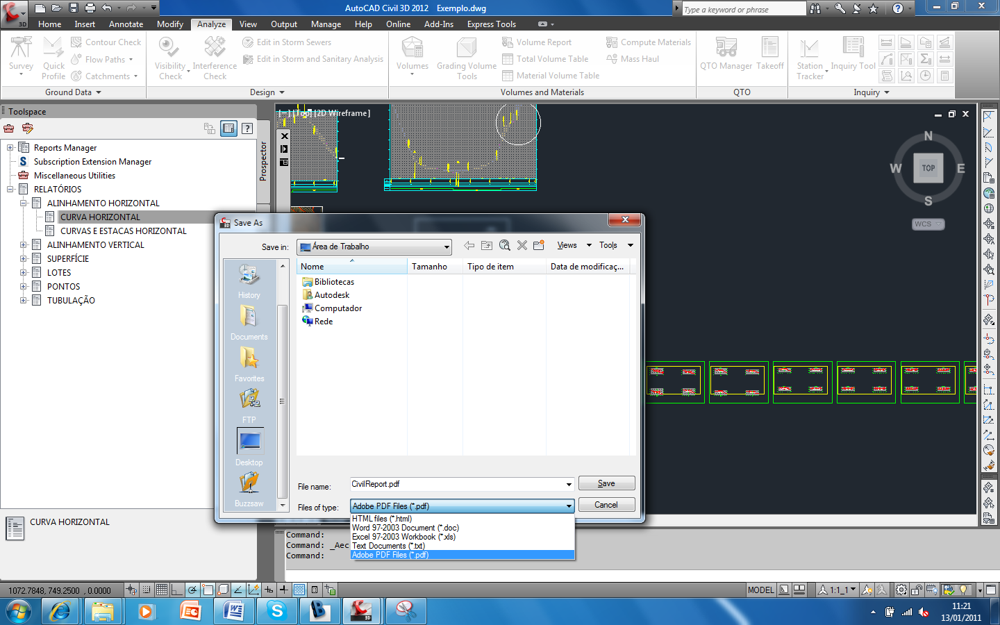 AutoCAD Civil 3D 2012 Exemplo.dwg
Type a keyword or phrase
3D
Home Insert Annotate Modify Analyze View Output Manage Help Online Add-Ins Express Tools
Survey
Quick Profile
Contour Check
Flow Paths
Catchments
Ground Data
Visibility Check
Interference Check
Edit in Storm Sewers
Edit in Storm and Sanitary Analysis
Design
Volumes
Grading Volume Tools
Volume Report
Total Volume Table
Material Volume Table
Compute Materials
Mass Haul
Volumes and Materials
QTO Manager
Takeoff
QTO
Station Tracker
Inquiry Tool
Inquiry
Toolspace
Reports Manager
Subscription Extension Manager
Miscellaneous Utilities
RELATÓRIOS
ALINHAMENTO HORIZONTAL
CURVA HORIZONTAL
CURVAS E ESTACAS HORIZONTAL
ALINHAMENTO VERTICAL
SUPERFÍCIE
LOTES
PONTOS
TUBULAÇÃO
Prospector
CURVA HORIZONTAL
[−] [Top] [2D Wireframe]
N
W TOP E
S
WCS
Save As
Save in: Área de Trabalho
Views Tools
Nome Tamanho Tipo de item Data de modificaç...
Bibliotecas
Autodesk
Computador
Rede
History
Documents
Favorites
FTP
Desktop
Buzzsaw
File name: CivilReport.pdf Save
Files of type: Adobe PDF Files (*.pdf) Cancel
HTML files (*.html)
Word 97-2003 Document (*.doc)
Excel 97-2003 Workbook (*.xls)
Text Documents (*.txt)
Adobe PDF Files (*.pdf)
Command:
Command: _Aec
Command:
1072.7848, 749.2500 , 0.0000
MODEL
1:1_1
11:21
13/01/2011